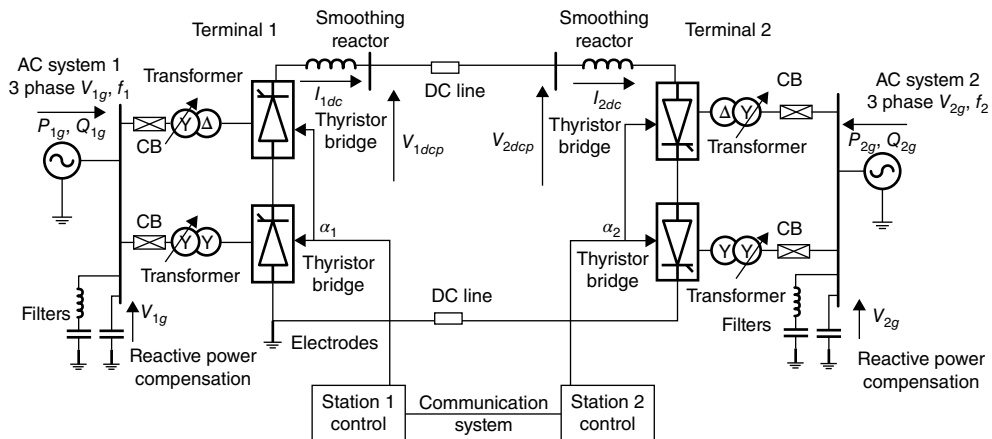 Terminal 1
Smoothing
reactor
Smoothing
reactor
Terminal 2
AC system 1
3 phase V1g, f1
P1g, Q1g
Transformer
Y Δ
CB
I1dc
Thyristor
bridge
DC line
V1dcp
V2dcp
I2dc
Thyristor
bridge
Δ Y
Transformer
CB
AC system 2
3 phase V2g, f2
P2g, Q2g
CB
Y Y
Transformer
α1
Thyristor
bridge
α2
Thyristor
bridge
Y Y
CB
Transformer
Filters
V1g
Reactive power
compensation
Electrodes
DC line
Filters
V2g
Reactive power
compensation
Station 1
control
Communication
system
Station 2
control